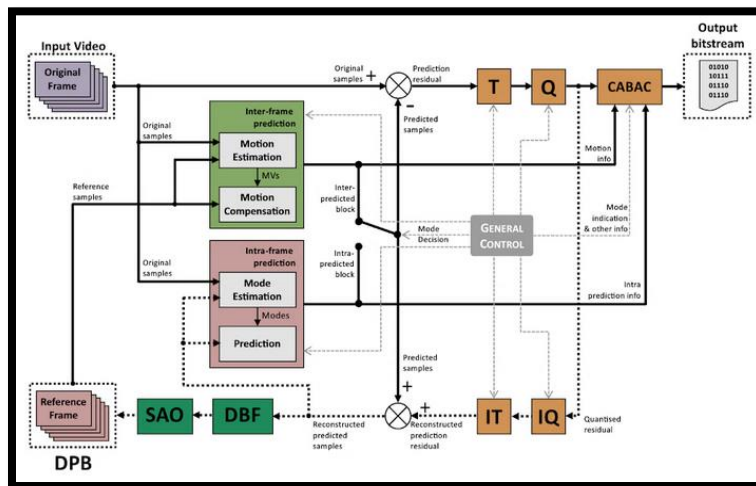 Input Video
Original
Frame
Original
samples
+
Prediction
residual
T
Q
CABAC
Output
bitstream
01010
10111
01110
01110
−
Predicted
samples
Original
samples
Inter-frame
prediction
Motion
Estimation
MVs
Motion
Compensation
Reference
samples
Motion
info
Inter-
predicted
block
Mode
Decision
GENERAL
CONTROL
Mode
indication
& other info
Original
samples
Intra-frame
prediction
Mode
Estimation
Modes
Prediction
Intra-
predicted
block
Intra
prediction info
Predicted
samples
+
+
Reference
Frame
DPB
SAO
DBF
Reconstructed
predicted
samples
Reconstructed
prediction
residual
IT
IQ
Quantised
residual